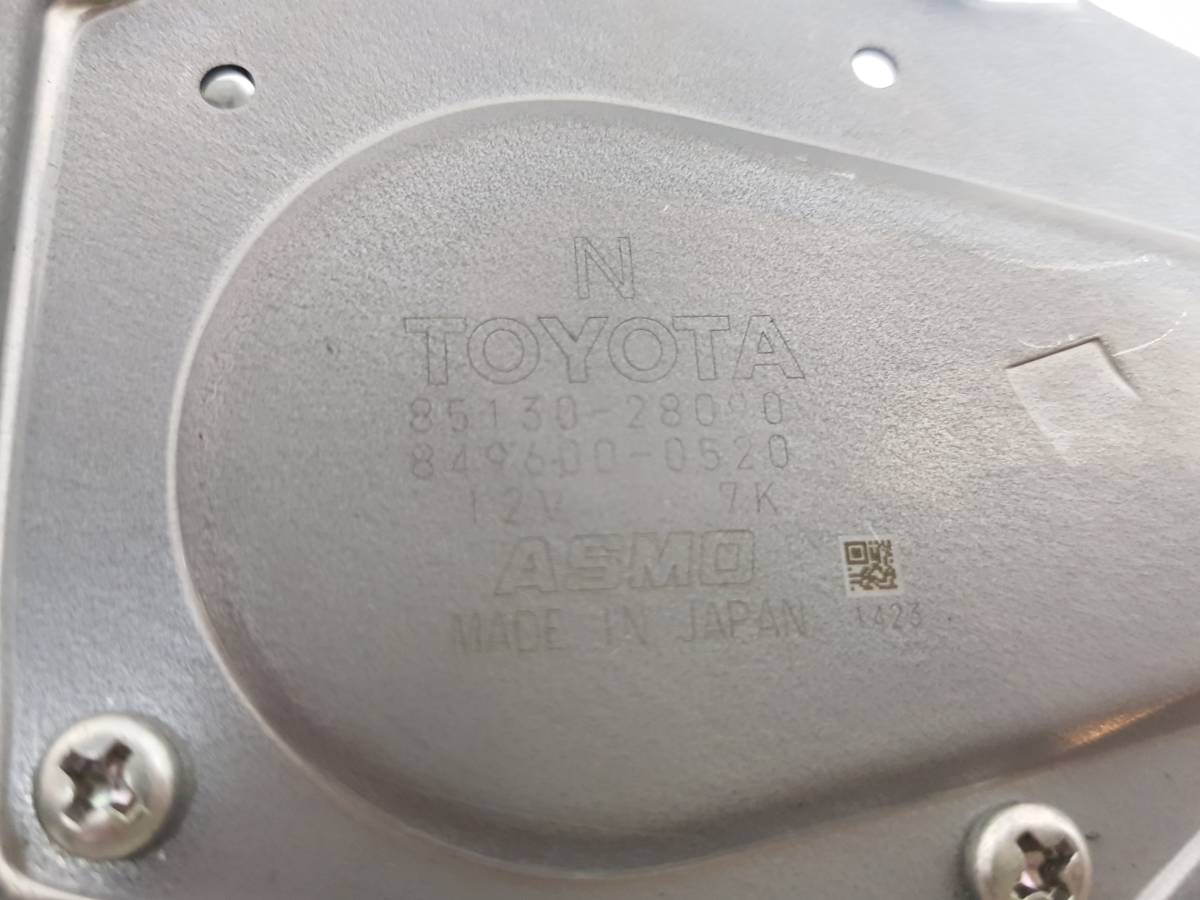 N
TOYOTA
85130-28090
849600-0520
12V 7K
ASMO
MADE IN JAPAN
1423